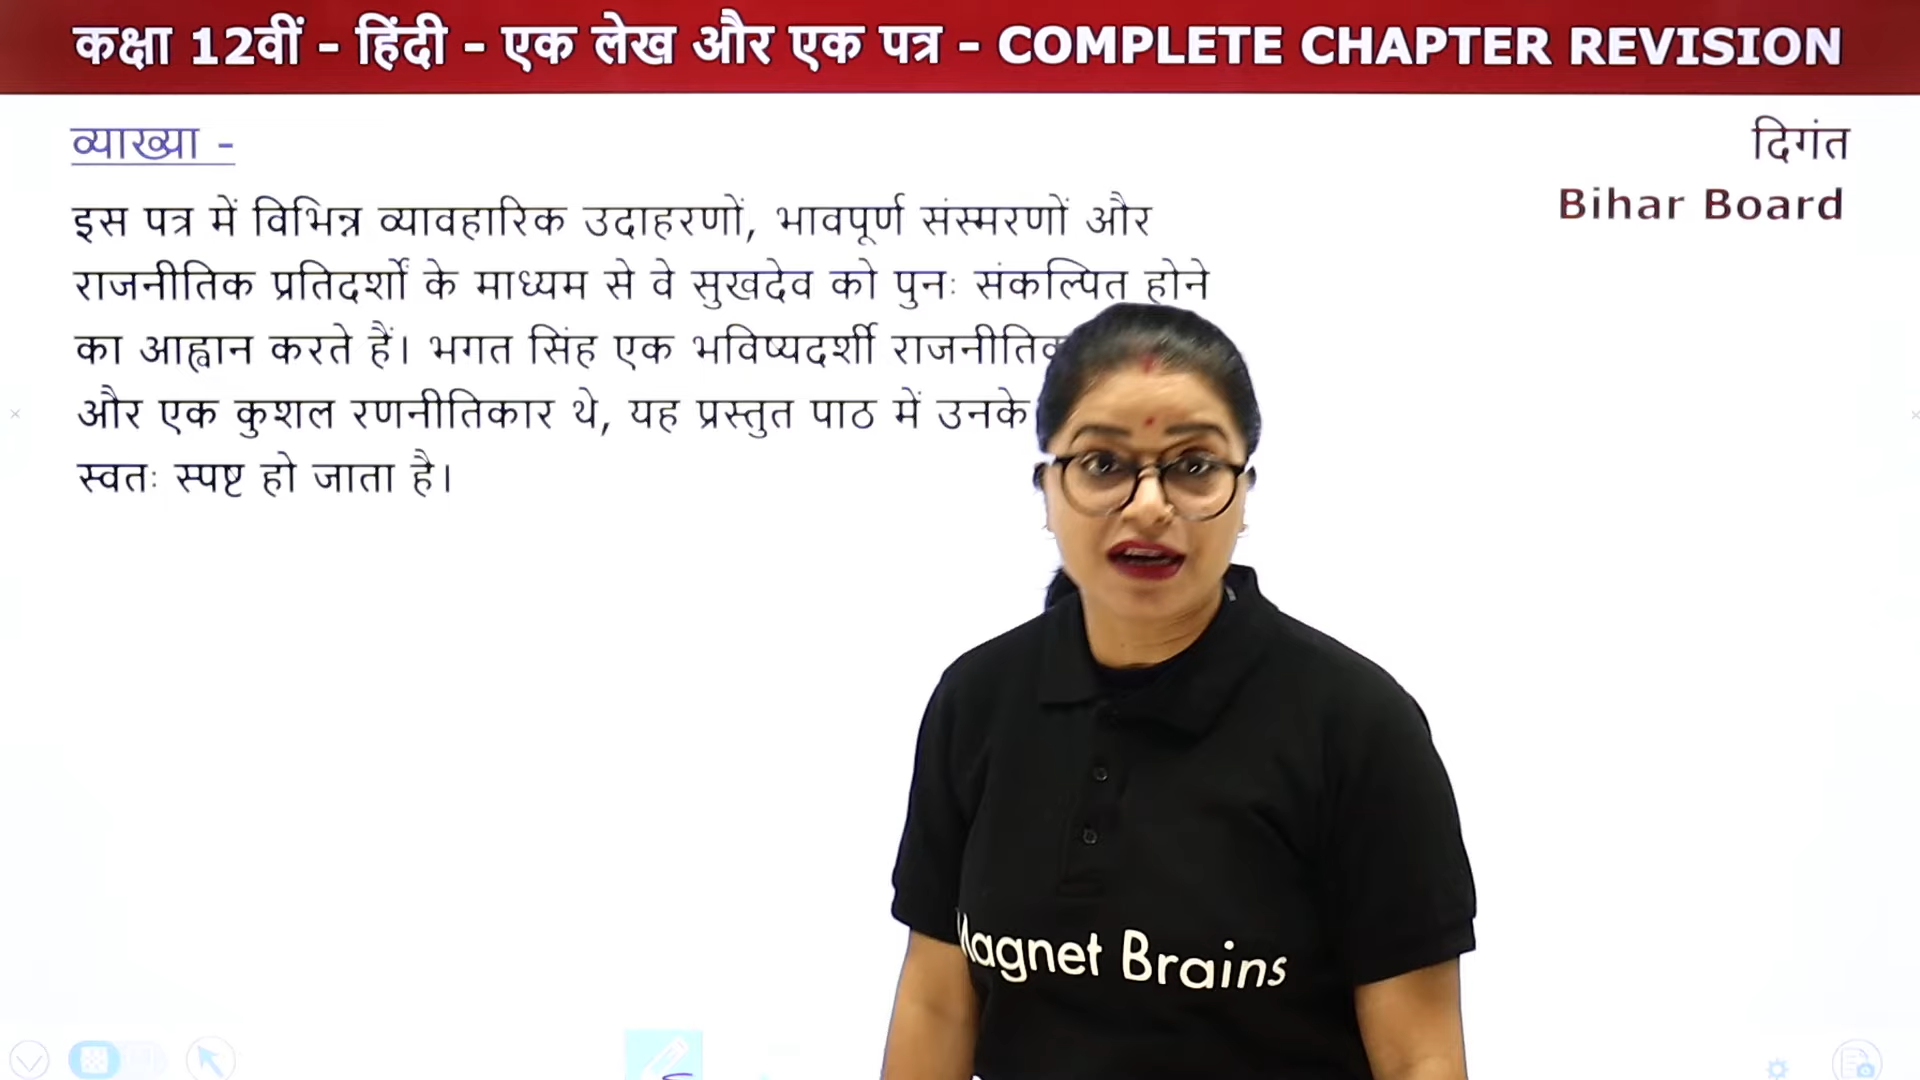 कक्षा 12वीं - हिंदी - एक लेख और एक पत्र - COMPLETE CHAPTER REVISION
व्याख्या -
दिगंत
Bihar Board
इस पत्र में विभिन्न व्यावहारिक उदाहरणों, भावपूर्ण संस्मरणों और
राजनीतिक प्रतिदर्शों के माध्यम से वे सुखदेव को पुनः संकल्पित होने
का आह्वान करते हैं। भगत सिंह एक भविष्यदर्शी
और एक कुशल रणनीतिकार थे, यह प्रस्तुत पाठ में उनके
स्वतः स्पष्ट हो जाता है।
Magnet Brains